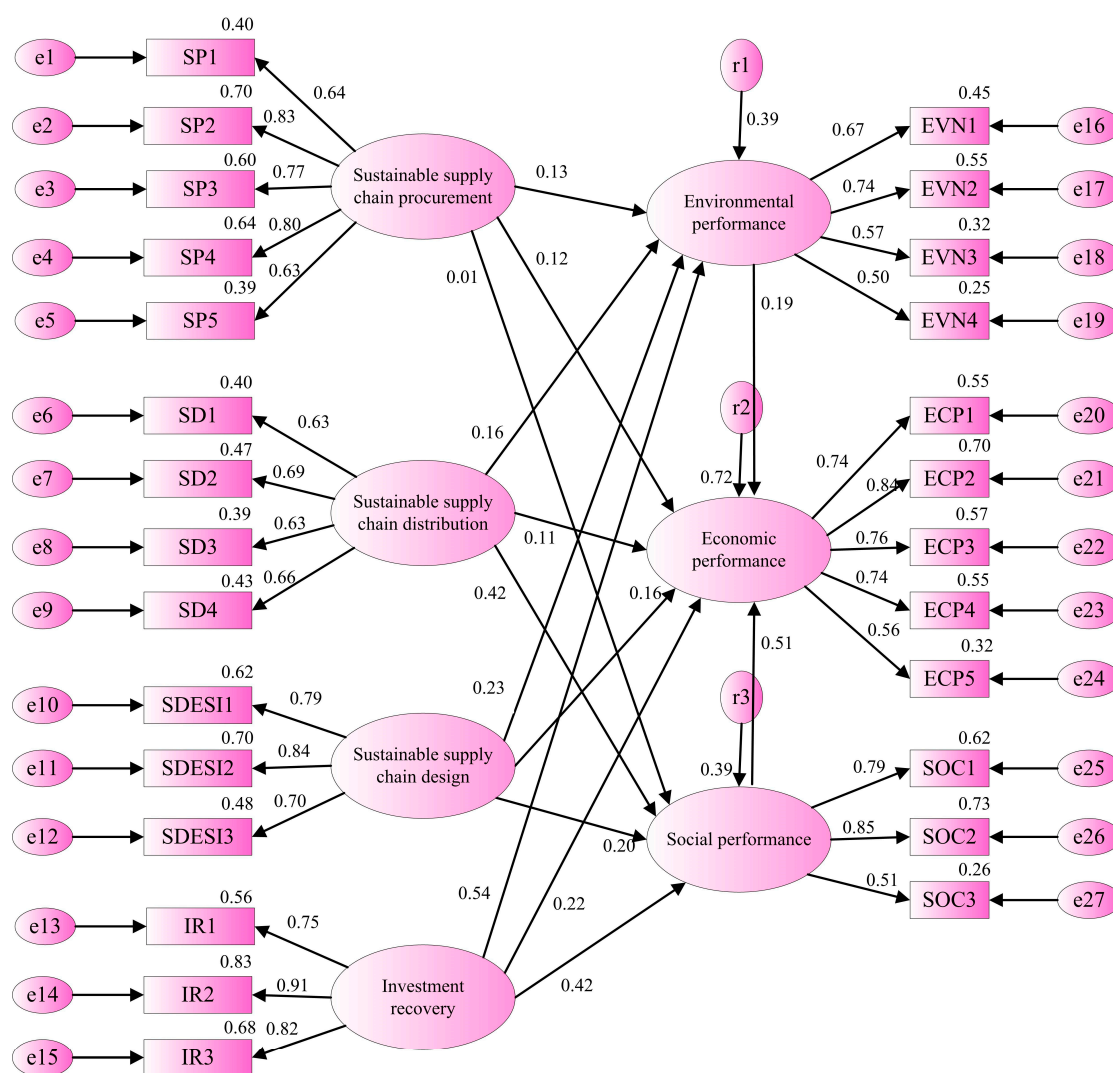 0.40
e1
SP1
0.64
0.70
e2
SP2
0.83
0.60
e3
SP3
0.77
0.64
e4
SP4
0.80
0.39
e5
SP5
0.63
Sustainable supply
chain procurement
0.13
0.12
0.01
0.40
e6
SD1
0.63
0.47
e7
SD2
0.69
0.39
e8
SD3
0.63
0.43
e9
SD4
0.66
Sustainable supply
chain distribution
0.16
0.11
0.42
0.62
e10
SDESI1
0.79
0.70
e11
SDESI2
0.84
0.48
e12
SDESI3
0.70
Sustainable supply
chain design
0.23
0.16
0.20
0.56
e13
IR1
0.75
0.83
e14
IR2
0.91
0.68
e15
IR3
0.82
Investment
recovery
0.54
0.22
0.42
r1
0.39
Environmental
performance
0.19
0.67
0.45
EVN1
e16
0.74
0.55
EVN2
e17
0.57
0.32
EVN3
e18
0.50
0.25
EVN4
e19
r2
0.72
Economic
performance
0.51
0.74
0.55
ECP1
e20
0.84
0.70
ECP2
e21
0.76
0.57
ECP3
e22
0.74
0.55
ECP4
e23
0.56
0.32
ECP5
e24
r3
0.39
Social performance
0.79
0.62
SOC1
e25
0.85
0.73
SOC2
e26
0.51
0.26
SOC3
e27